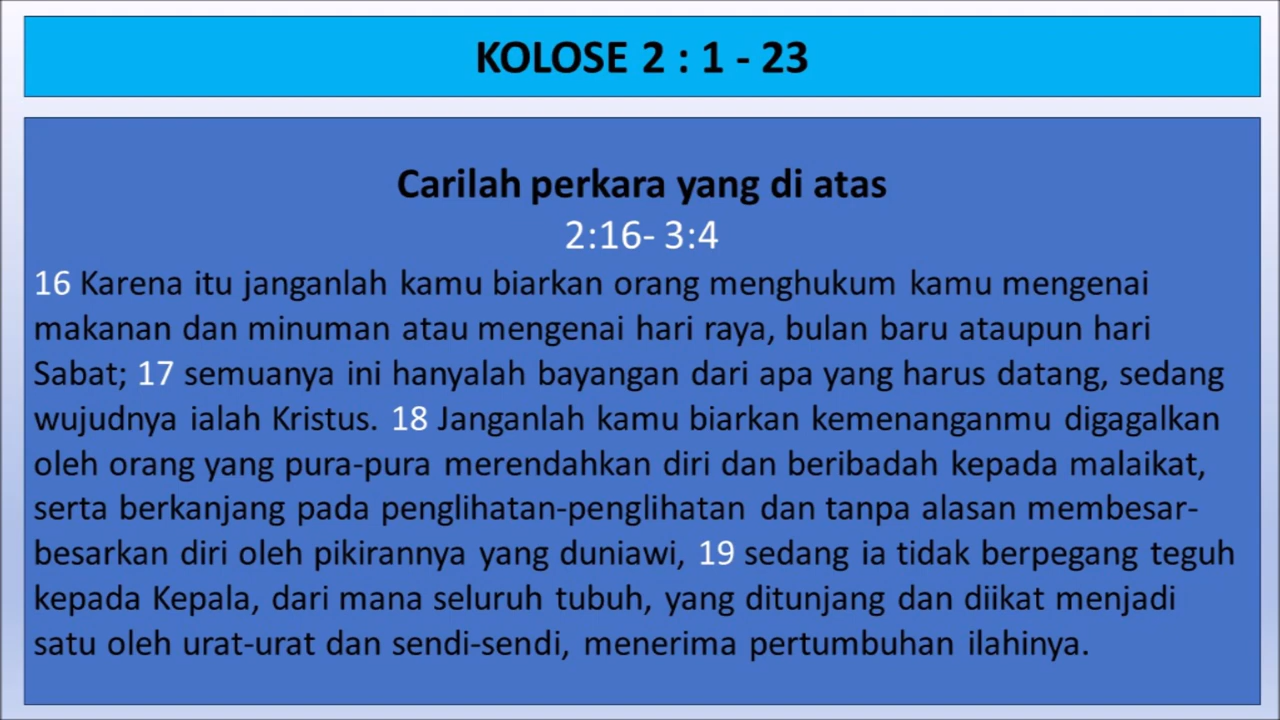 KOLOSE 2 : 1 - 23
Carilah perkara yang di atas
2:16- 3:4
16 Karena itu janganlah kamu biarkan orang menghukum kamu mengenai
makanan dan minuman atau mengenai hari raya, bulan baru ataupun hari
Sabat; 17 semuanya ini hanyalah bayangan dari apa yang harus datang, sedang
wujudnya ialah Kristus. 18 Janganlah kamu biarkan kemenanganmu digagalkan
oleh orang yang pura-pura merendahkan diri dan beribadah kepada malaikat,
serta berkanjang pada penglihatan-penglihatan dan tanpa alasan membesar-
besarkan diri oleh pikirannya yang duniawi, 19 sedang ia tidak berpegang teguh
kepada Kepala, dari mana seluruh tubuh, yang ditunjang dan diikat menjadi
satu oleh urat-urat dan sendi-sendi, menerima pertumbuhan ilahinya.